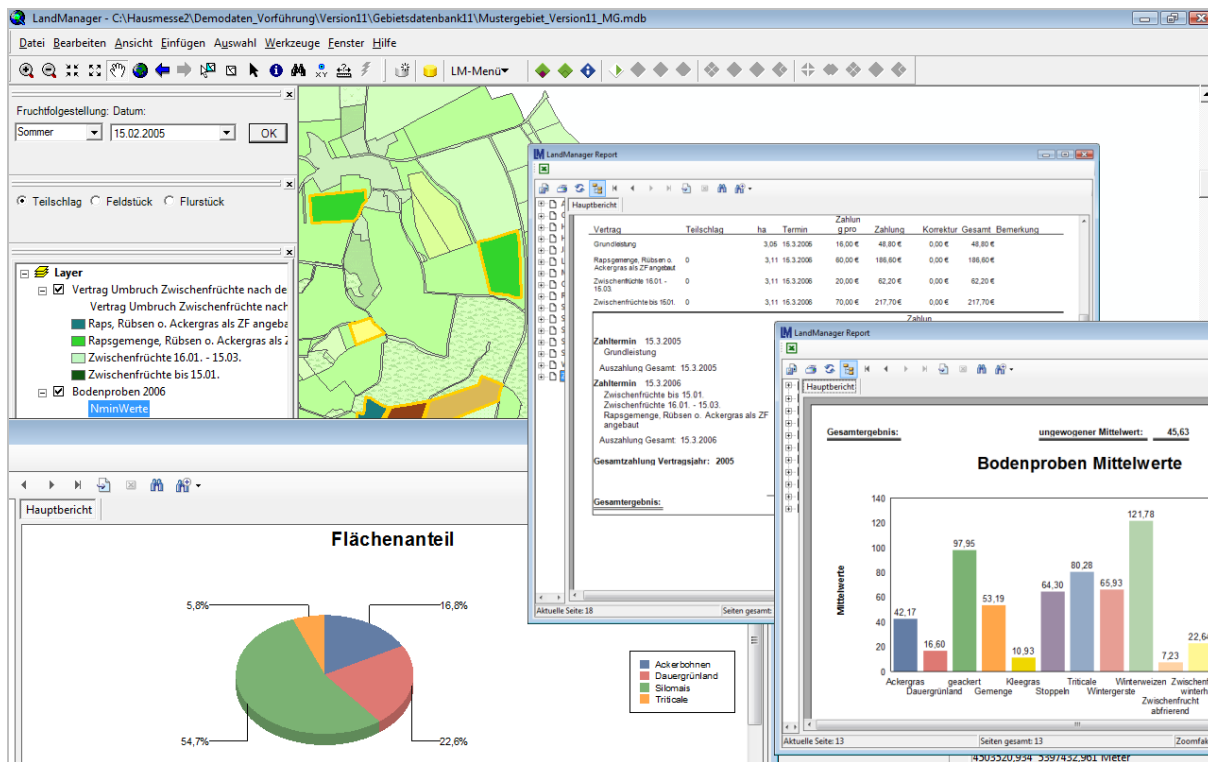 LandManager - C:\Hausmesse2\Demodaten_Vorführung\Version11\Gebietsdatenbank11\Mustergebiet_Version11_MG.mdb
Datei Bearbeiten Ansicht Einfügen Auswahl Werkzeuge Fenster Hilfe
LM-Menü
Fruchtfolgestellung: Datum:
Sommer 15.02.2005 OK
Teilschlag Feldstück Flurstück
Layer
Vertrag Umbruch Zwischenfrüchte nach de
Vertrag Umbruch Zwischenfrüchte nach
Raps, Rübsen o. Ackergras als ZF angeba
Rapsgemenge, Rübsen o. Ackergras als Z
Zwischenfrüchte 16.01. - 15.03.
Zwischenfrüchte bis 15.01.
Bodenproben 2006
NminWerte
LandManager Report
Hauptbericht
Zahlun
Vertrag Teilschlag ha Termin g pro Zahlung Korrektur Gesamt Bemerkung
Grundleistung 3,05 15.3.2005 16,00 € 48,80 € 0,00 € 48,80 €
Rapsgemenge, Rübsen o. 0 3,11 15.3.2006 60,00 € 186,60 € 0,00 € 186,60 €
Ackergras als ZF angebaut
Zwischenfrüchte 16.01. - 0 3,11 15.3.2006 20,00 € 62,20 € 0,00 € 62,20 €
15.03.
Zwischenfrüchte bis 15.01. 0 3,11 15.3.2006 70,00 € 217,70 € 0,00 € 217,70 €
Zahlun
Zahltermin 15.3.2005
Grundleistung
Auszahlung Gesamt: 15.3.2005
Zahltermin 15.3.2006
Zwischenfrüchte bis 15.01.
Zwischenfrüchte 16.01. - 15.03.
Rapsgemenge, Rübsen o. Ackergras als ZF
angebaut
Auszahlung Gesamt: 15.3.2006
Gesamtzahlung Vertragsjahr: 2005
Gesamtergebnis:
Aktuelle Seite: 18 Seiten gesamt:
LandManager Report
Hauptbericht
Gesamtergebnis: ungewogener Mittelwert: 45,63
Bodenproben Mittelwerte
Mittelwerte
140
120
100
80
60
40
20
0
42,17
16,60
97,95
53,19
10,93
64,30
80,28
65,93
121,78
7,23
22,64
Ackergras geackert Kleegras Triticale Winterweizen Zwischenf
Dauergrünland Gemenge Stoppeln Wintergerste winterh
Zwischenfrucht
abfrierend
Aktuelle Seite: 13 Seiten gesamt: 13 Zoomfak
4503520,934 5397432,961 Meter
Hauptbericht
Flächenanteil
5,8%
16,8%
54,7%
22,6%
Ackerbohnen
Dauergrünland
Silomais
Triticale